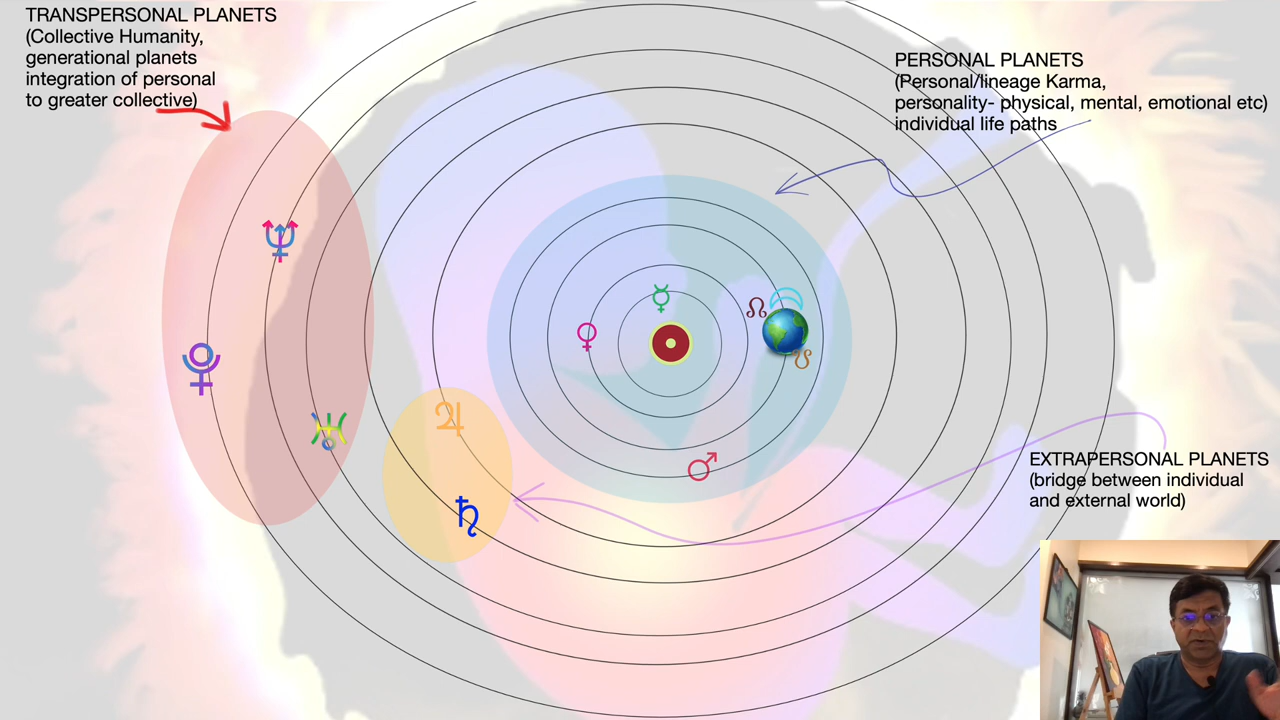 TRANSPERSONAL PLANETS
(Collective Humanity,
generational planets
integration of personal
to greater collective)
PERSONAL PLANETS
(Personal/lineage Karma,
personality- physical, mental, emotional etc)
individual life paths
EXTRAPERSONAL PLANETS
(bridge between individual
and external world)